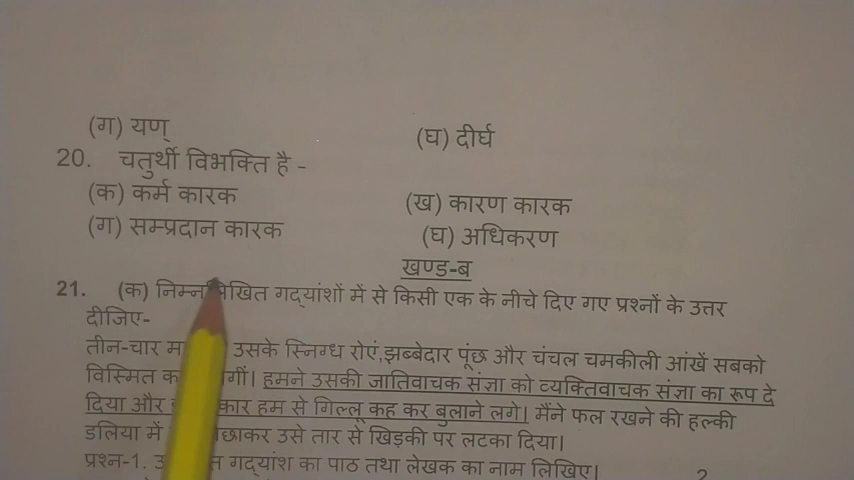 (ग) यण् (घ) दीर्घ
20. चतुर्थी विभक्ति है -
(क) कर्म कारक (ख) कारण कारक
(ग) सम्प्रदान कारक (घ) अधिकरण
खण्ड-ब
21. (क) निम्नलिखित गद्यांशों में से किसी एक के नीचे दिए गए प्रश्नों के उत्तर
दीजिए-
तीन-चार उसके स्निग्ध रोएं,झब्बेदार पूंछ और चंचल चमकीली आंखें सबको
विस्मित हमने उसकी जातिवाचक संज्ञा को व्यक्तिवाचक संज्ञा का रूप दे
दिया और हम से गिल्लू कह कर बुलाने लगे। मैंने फल रखने की हल्की
डलिया में उसे तार से खिड़की पर लटका दिया।
प्रश्न-1. गद्यांश का पाठ तथा लेखक का नाम लिखिए। 2